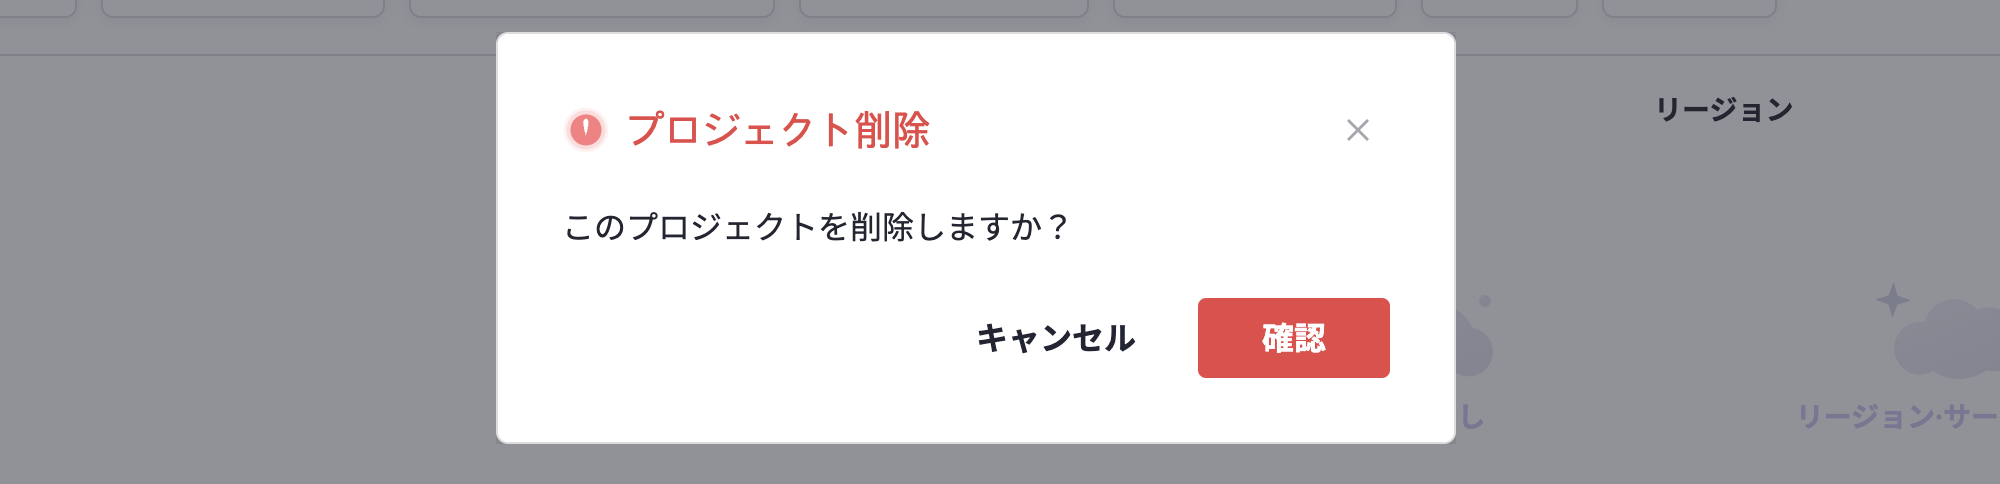 リージョン
プロジェクト削除
このプロジェクトを削除しますか？
キャンセル
確認
し
リージョン·サー